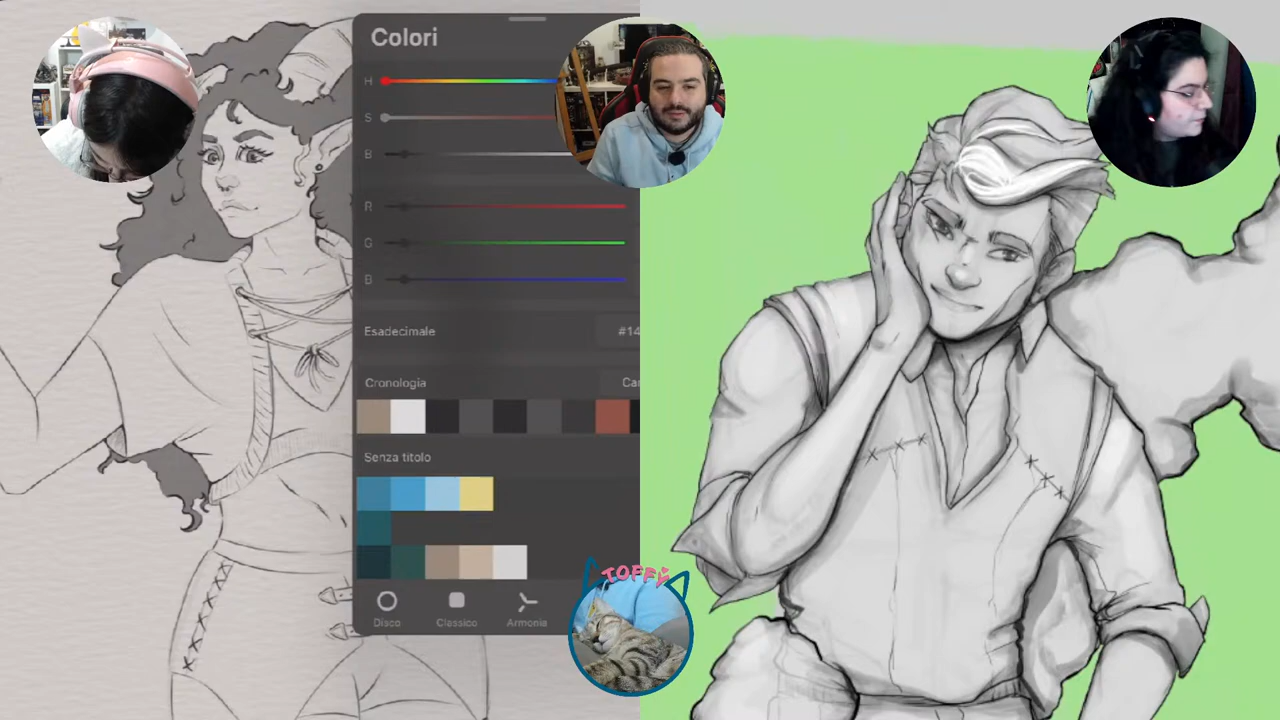 Colori
H
S
B
R
G
B
Esadecimale
#14
Cronologia
Ca
Senza titolo
Disco
Classico
Armonia
TOFFY